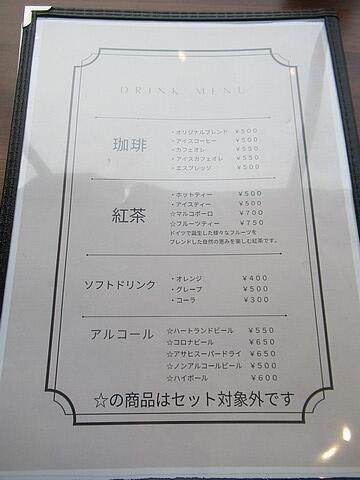 DRINK MENU
珈琲
・オリジナルブレンド ¥500
・アイスコーヒー ¥500
・カフェオレ ¥550
・アイスカフェオレ ¥550
・エスプレッソ ¥500
紅茶
・ホットティー ¥500
・アイスティー ¥500
☆マルコポーロ ¥700
☆フルーツティー ¥750
ドイツで誕生した様々なフルーツを
ブレンドした自然の恵みを楽しむ紅茶です。
ソフトドリンク
・オレンジ ¥400
・グレープ ¥500
・コーラ ¥300
アルコール
☆ハートランドビール ¥550
☆コロナビール ¥650
☆アサヒスーパードライ ¥650
☆ノンアルコールビール ¥500
☆ハイボール ¥600
☆の商品はセット対象外です